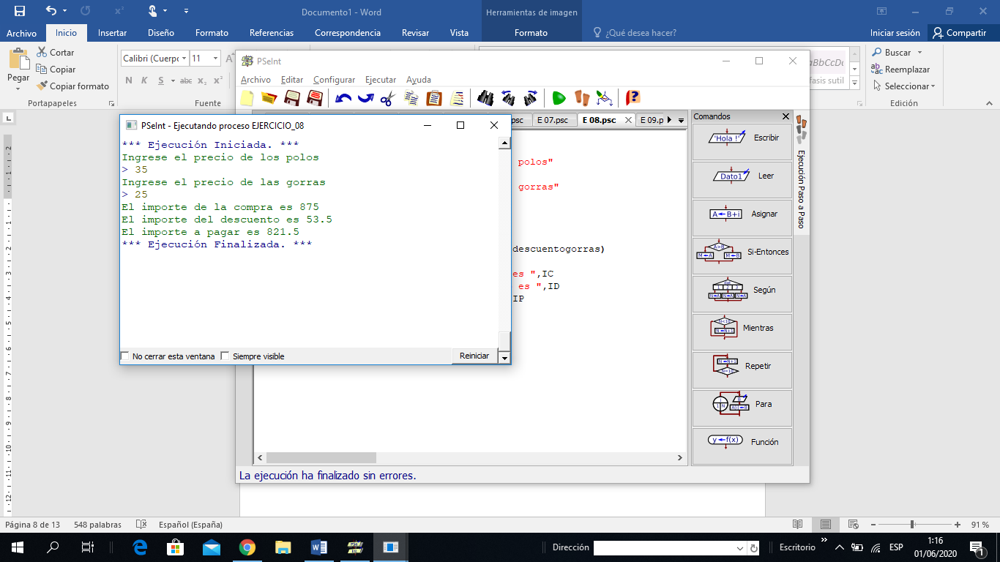 Documento1 - Word
Herramientas de imagen
Archivo
Inicio
Insertar
Diseño
Formato
Referencias
Correspondencia
Revisar
Vista
Formato
¿Qué desea hacer?
Iniciar sesión
Compartir
Pegar
Cortar
Copiar
Copiar formato
Portapapeles
Calibri (Cuerpo
11
N K S abc x₂ x²
Fuente
aBbCcDc
fasis sutil
Buscar
Reemplazar
Seleccionar
Edición
PSeInt
Archivo Editar Configurar Ejecutar Ayuda
psc
E 07.psc
E 08.psc
E 09.p
polos"
gorras"
descuentogorras)
es ",IC
es ",ID
IP
PSeInt - Ejecutando proceso EJERCICIO_08
*** Ejecución Iniciada. ***
Ingrese el precio de los polos
> 35
Ingrese el precio de las gorras
> 25
El importe de la compra es 875
El importe del descuento es 53.5
El importe a pagar es 821.5
*** Ejecución Finalizada. ***
No cerrar esta ventana
Siempre visible
Reiniciar
Comandos
'Hola !'
Escribir
Dato1
Leer
A←B+i
Asignar
A>B
Si-Entonces
Según
Mientras
Repetir
Para
y←f(x)
Función
Ejecución Paso a Paso
La ejecución ha finalizado sin errores.
Página 8 de 13
548 palabras
Español (España)
91 %
Dirección
Escritorio
ESP
1:16
01/06/2020
1